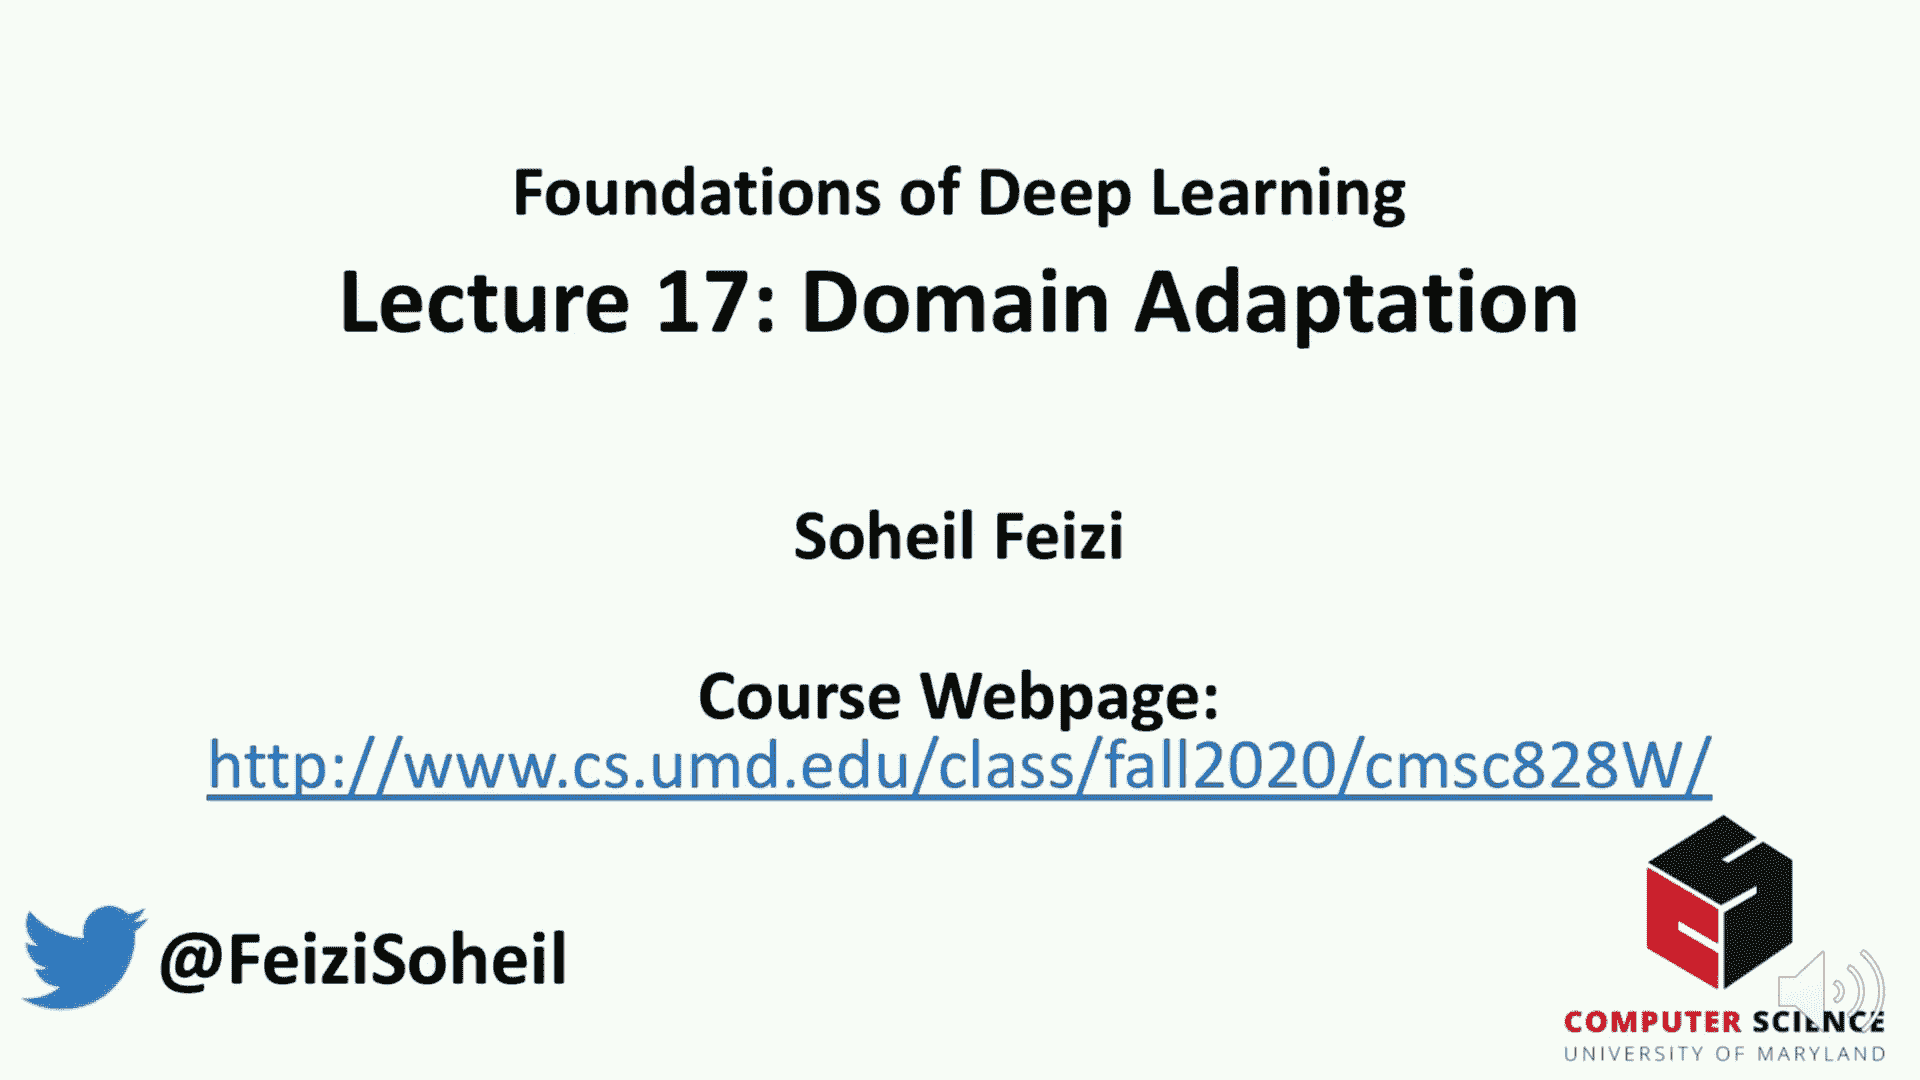 Foundations of Deep Learning
Lecture 17: Domain Adaptation
Soheil Feizi
Course Webpage:
http://www.cs.umd.edu/class/fall2020/cmsc828W/
@FeiziSoheil
COMPUTER SCIENCE
UNIVERSITY OF MARYLAND